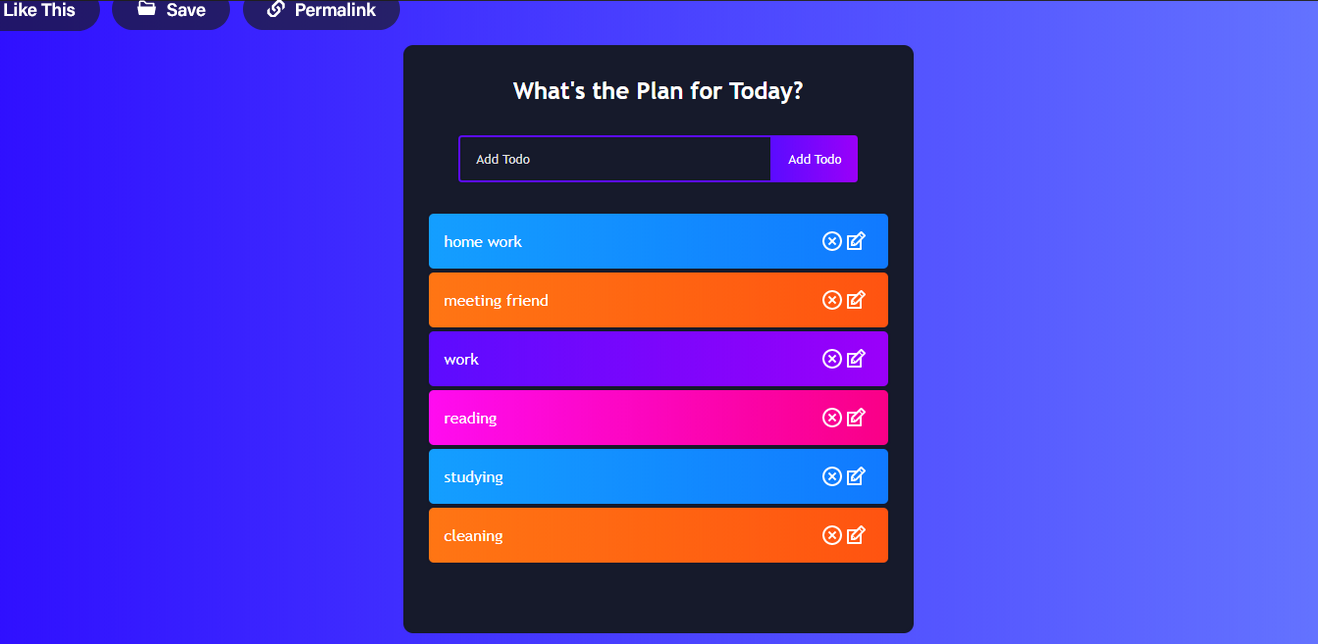 Like This
Save
Permalink
What's the Plan for Today?
Add Todo
Add Todo
home work
meeting friend
work
reading
studying
cleaning